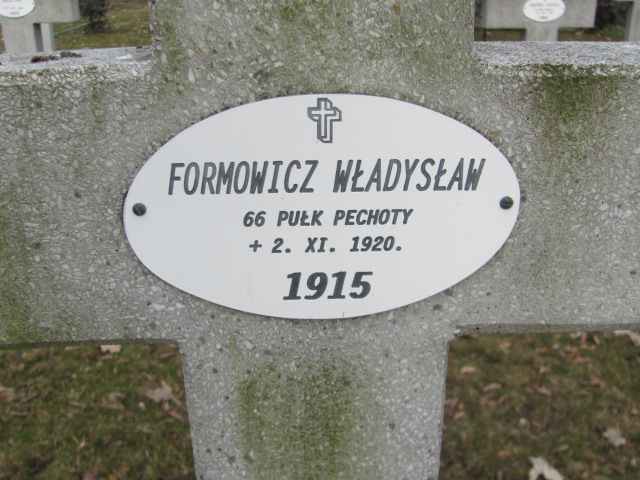 FORMOWICZ WŁADYSŁAW
66 PUŁK PECHOTY
+ 2. XI. 1920.
1915